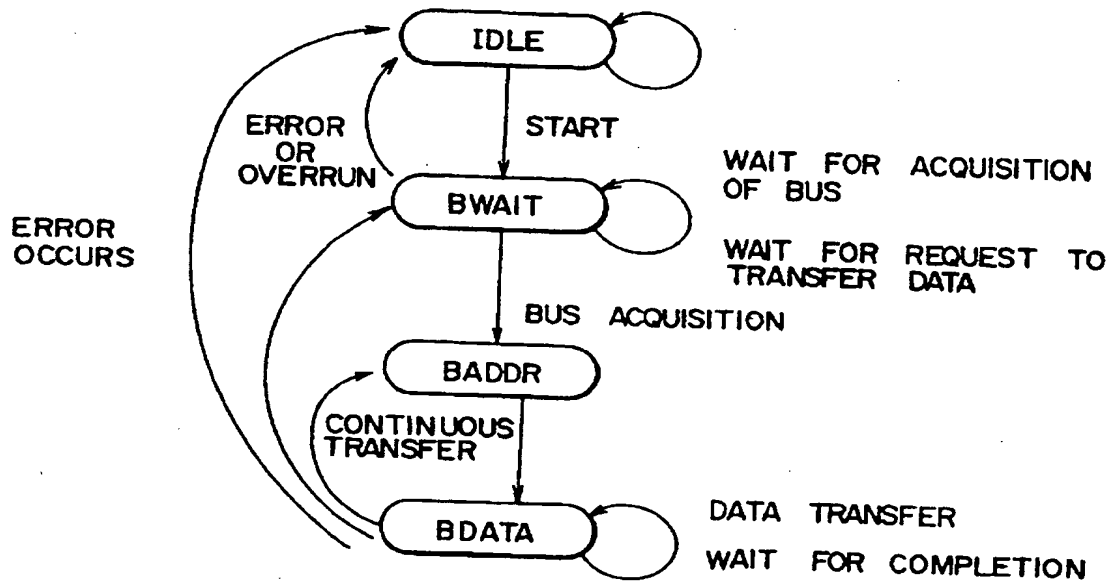 IDLE
START
ERROR
OR
OVERRUN
WAIT FOR ACQUISITION
OF BUS
BWAIT
ERROR
OCCURS
WAIT FOR REQUEST TO
TRANSFER DATA
BUS ACQUISITION
BADDR
CONTINUOUS
TRANSFER
BDATA
DATA TRANSFER
WAIT FOR COMPLETION